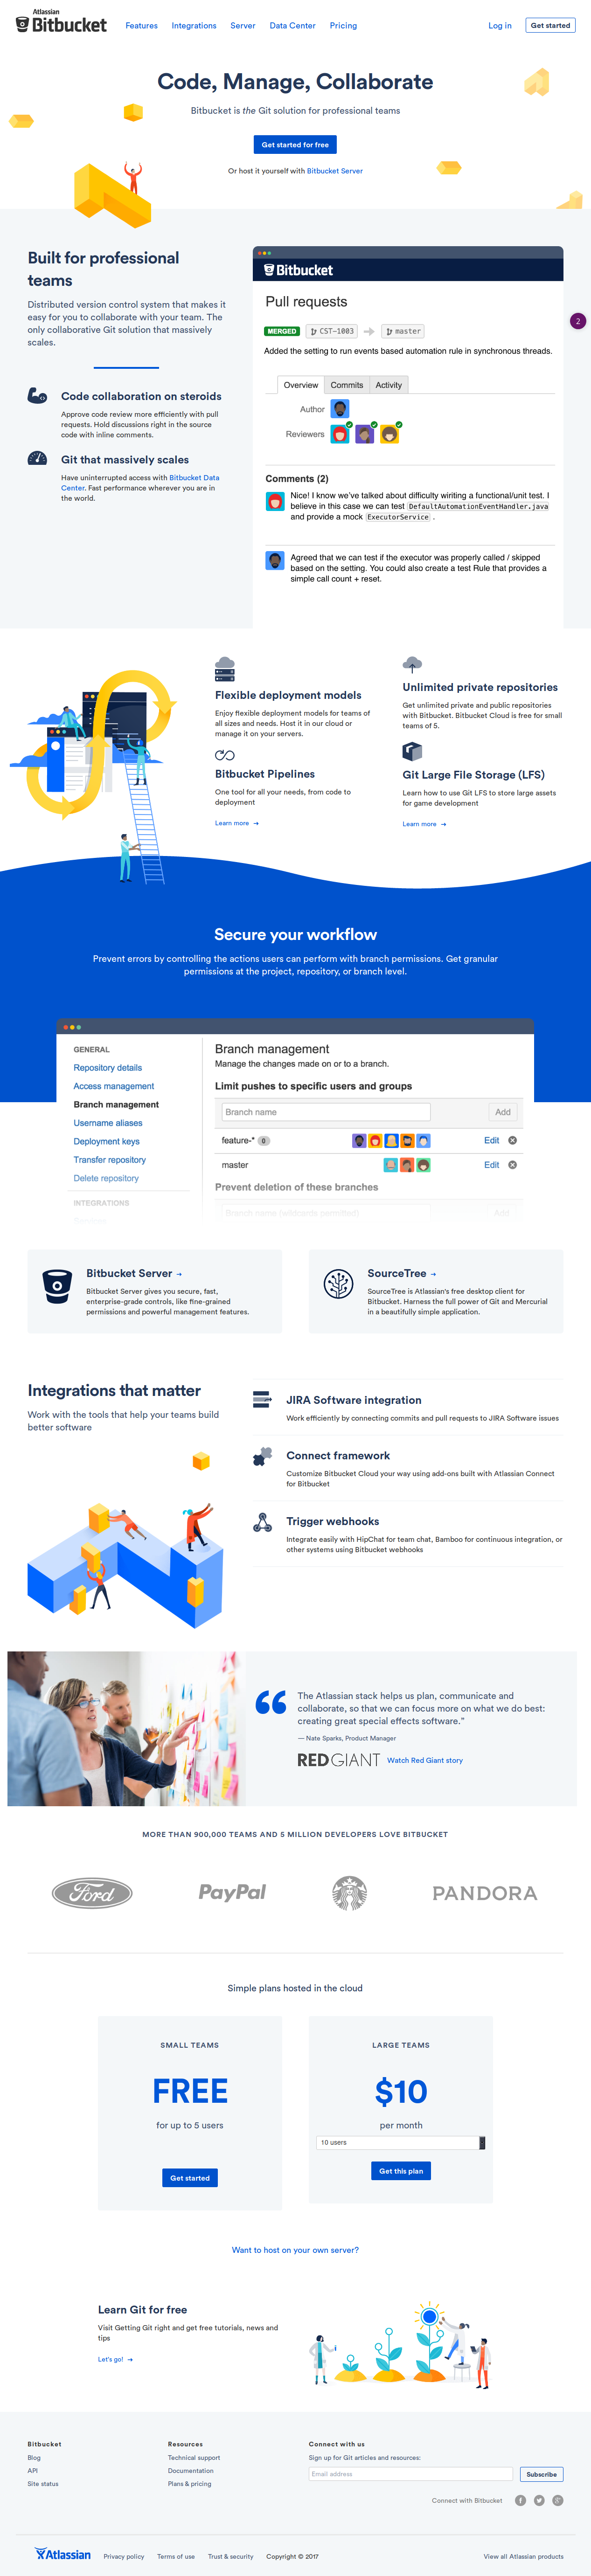 Atlassian
Bitbucket
Features Integrations Server Data Center Pricing
Log in Get started
Code, Manage, Collaborate
Bitbucket is the Git solution for professional teams
Get started for free
Or host it yourself with Bitbucket Server
Built for professional
teams
Distributed version control system that makes it
easy for you to collaborate with your team. The
only collaborative Git solution that massively
scales.
Code collaboration on steroids
Approve code review more efficiently with pull
requests. Hold discussions right in the source
code with inline comments.
Git that massively scales
Have uninterrupted access with Bitbucket Data
Center. Fast performance wherever you are in
the world.
Bitbucket
Pull requests
MERGED CST-1003 master
Added the setting to run events based automation rule in synchronous threads.
Overview Commits Activity
Author
Reviewers
Comments (2)
Nice! I know we've talked about difficulty writing a functional/unit test. I
believe in this case we can test DefaultAutomationEventHandler.java
and provide a mock ExecutorService .
Agreed that we can test if the executor was properly called / skipped
based on the setting. You could also create a test Rule that provides a
simple call count + reset.
2
Flexible deployment models
Enjoy flexible deployment models for teams of
all sizes and needs. Host it in our cloud or
manage it on your servers.
Unlimited private repositories
Get unlimited private and public repositories
with Bitbucket. Bitbucket Cloud is free for small
teams of 5.
Bitbucket Pipelines
One tool for all your needs, from code to
deployment
Learn more →
Git Large File Storage (LFS)
Learn how to use Git LFS to store large assets
for game development
Learn more →
Secure your workflow
Prevent errors by controlling the actions users can perform with branch permissions. Get granular
permissions at the project, repository, or branch level.
GENERAL
Repository details
Access management
Branch management
Username aliases
Deployment keys
Transfer repository
Delete repository
INTEGRATIONS
Branch management
Manage the changes made on or to a branch.
Limit pushes to specific users and groups
Branch name Add
feature-* 0 Edit
master Edit
Prevent deletion of these branches
Branch name (wildcards permitted) Add
Bitbucket Server →
Bitbucket Server gives you secure, fast,
enterprise-grade controls, like fine-grained
permissions and powerful management features.
SourceTree →
SourceTree is Atlassian's free desktop client for
Bitbucket. Harness the full power of Git and Mercurial
in a beautifully simple application.
Integrations that matter
Work with the tools that help your teams build
better software
JIRA Software integration
Work efficiently by connecting commits and pull requests to JIRA Software issues
Connect framework
Customize Bitbucket Cloud your way using add-ons built with Atlassian Connect
for Bitbucket
Trigger webhooks
Integrate easily with HipChat for team chat, Bamboo for continuous integration, or
other systems using Bitbucket webhooks
“
The Atlassian stack helps us plan, communicate and
collaborate, so that we can focus more on what we do best:
creating great special effects software.”
— Nate Sparks, Product Manager
RED GIANT Watch Red Giant story
MORE THAN 900,000 TEAMS AND 5 MILLION DEVELOPERS LOVE BITBUCKET
Ford PayPal PANDORA
Simple plans hosted in the cloud
SMALL TEAMS
FREE
for up to 5 users
Get started
LARGE TEAMS
$10
per month
10 users
Get this plan
Want to host on your own server?
Learn Git for free
Visit Getting Git right and get free tutorials, news and
tips
Let's go! →
Bitbucket
Blog
API
Site status
Resources
Technical support
Documentation
Plans & pricing
Connect with us
Sign up for Git articles and resources:
Email address Subscribe
Connect with Bitbucket
Atlassian Privacy policy Terms of use Trust & security Copyright © 2017 View all Atlassian products